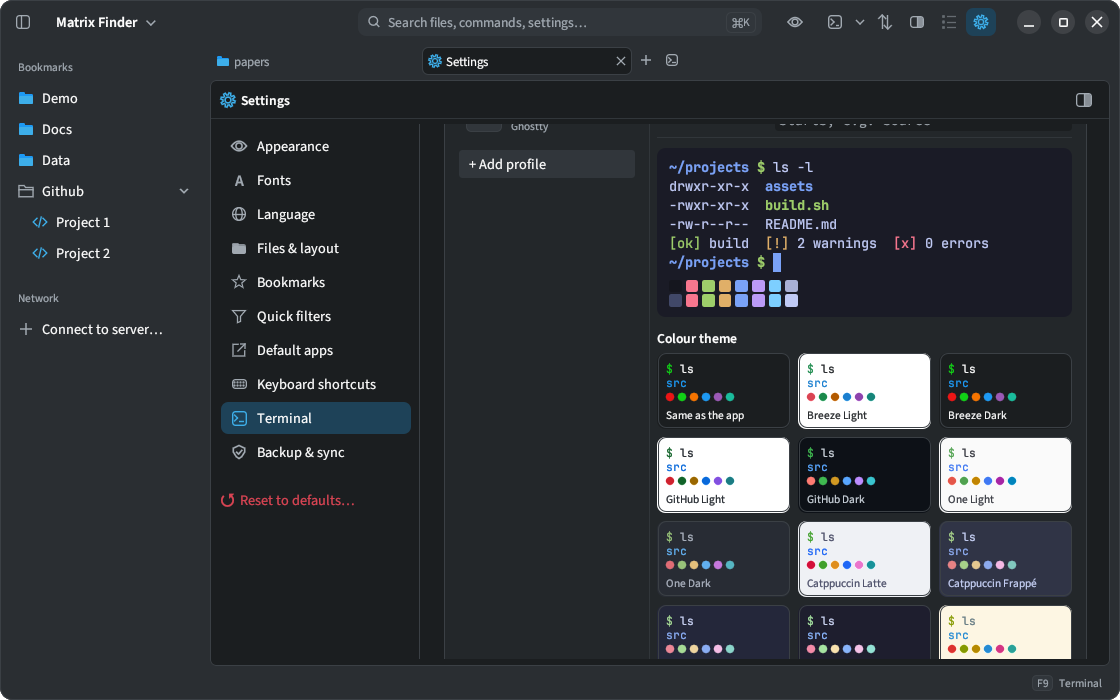 Matrix Finder
Search files, commands, settings…
⌘K
Bookmarks
Demo
Docs
Data
Github
Project 1
Project 2
Network
Connect to server…
papers
Settings
Settings
Appearance
Fonts
Language
Files & layout
Bookmarks
Quick filters
Default apps
Keyboard shortcuts
Terminal
Backup & sync
Reset to defaults…
Ghostty
+ Add profile
~/projects $ ls -l
drwxr-xr-x assets
-rwxr-xr-x build.sh
-rw-r--r-- README.md
[ok] build [!] 2 warnings [x] 0 errors
~/projects $
Colour theme
$ ls
src
Same as the app
$ ls
src
Breeze Light
$ ls
src
Breeze Dark
$ ls
src
GitHub Light
$ ls
src
GitHub Dark
$ ls
src
One Light
$ ls
src
One Dark
$ ls
src
Catppuccin Latte
$ ls
src
Catppuccin Frappé
$ ls
src
$ ls
src
$ ls
src
F9 Terminal